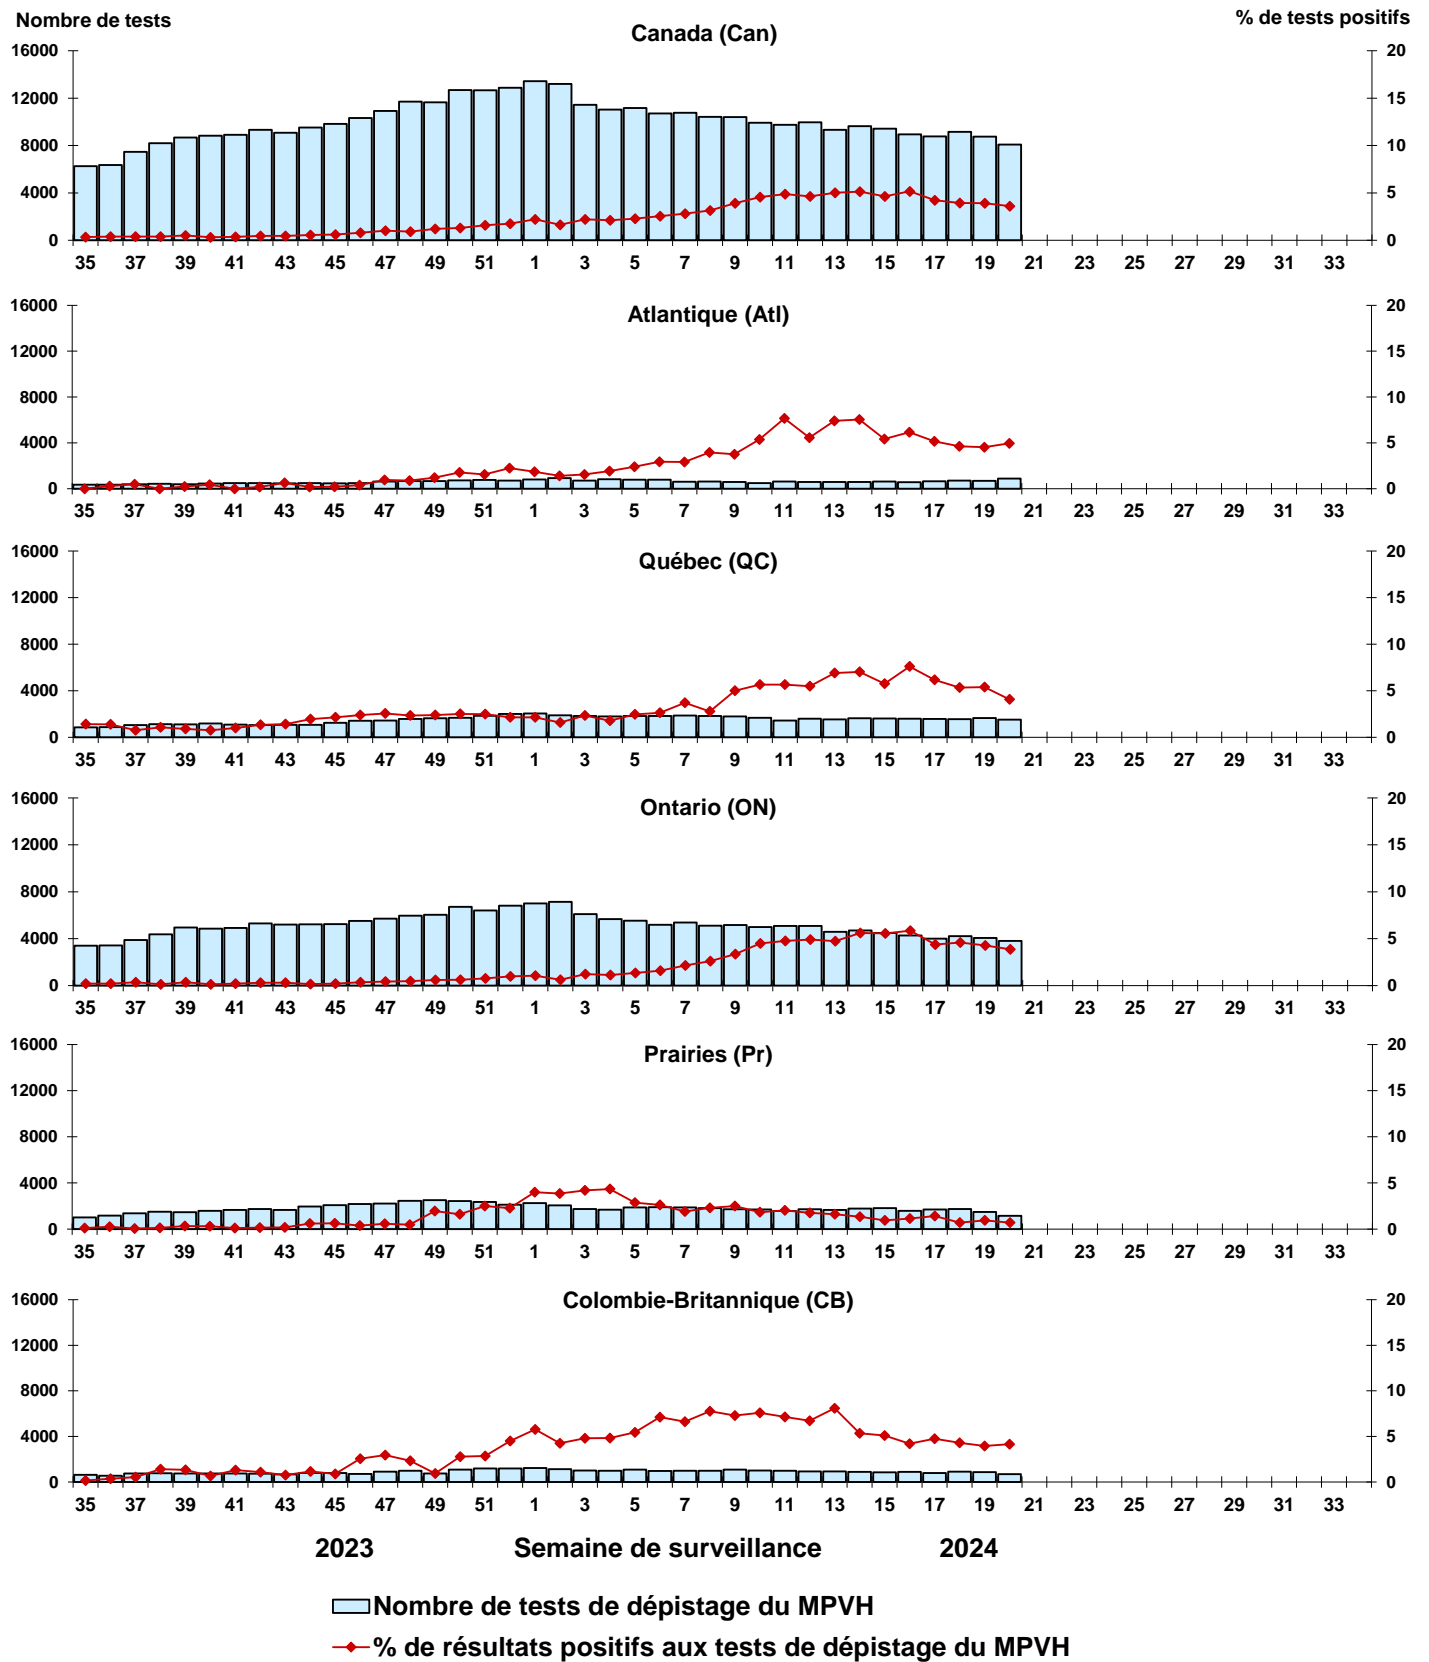 Nombre de tests
% de tests positifs
Canada (Can)
16000 20
12000 15
8000 10
4000 5
0 0
35 37 39 41 43 45 47 49 51 1 3 5 7 9 11 13 15 17 19 21 23 25 27 29 31 33
Atlantique (Atl)
16000 20
12000 15
8000 10
4000 5
0 0
35 37 39 41 43 45 47 49 51 1 3 5 7 9 11 13 15 17 19 21 23 25 27 29 31 33
Québec (QC)
16000 20
12000 15
8000 10
4000 5
0 0
35 37 39 41 43 45 47 49 51 1 3 5 7 9 11 13 15 17 19 21 23 25 27 29 31 33
Ontario (ON)
16000 20
12000 15
8000 10
4000 5
0 0
35 37 39 41 43 45 47 49 51 1 3 5 7 9 11 13 15 17 19 21 23 25 27 29 31 33
Prairies (Pr)
16000 20
12000 15
8000 10
4000 5
0 0
35 37 39 41 43 45 47 49 51 1 3 5 7 9 11 13 15 17 19 21 23 25 27 29 31 33
Colombie-Britannique (CB)
16000 20
12000 15
8000 10
4000 5
0 0
35 37 39 41 43 45 47 49 51 1 3 5 7 9 11 13 15 17 19 21 23 25 27 29 31 33
2023 Semaine de surveillance 2024
Nombre de tests de dépistage du MPVH
% de résultats positifs aux tests de dépistage du MPVH